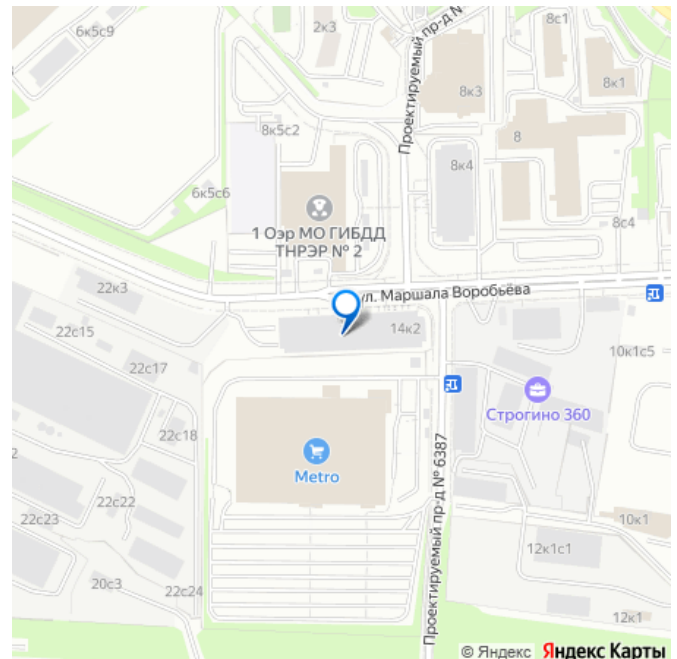 6к5с9
2к3
Проектируемый пр-д №
8с1
8к3
8к1
8к5с2
8
8к4
6к5с6
8с4
1 Оэр МО ГИБДД
ТНРЭР № 2
22к3
ул. Маршала Воробьёва
14к2
22с15
10к1с5
22с17
Строгино 360
22с18
Metro
2
Проектируемый пр-д № 6387
22с22
22с23
10к1
12к1с1
20с3
22с24
12к1
© Яндекс Яндекс Карты